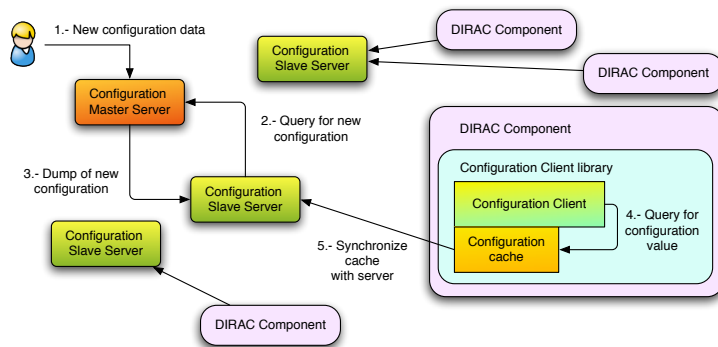 1.- New configuration data
Configuration
Slave Server
DIRAC Component
DIRAC Component
Configuration
Master Server
2.- Query for new
configuration
3.- Dump of new
configuration
Configuration
Slave Server
DIRAC Component
Configuration Client library
Configuration Client
Configuration
cache
4.- Query for
configuration
value
5.- Synchronize
cache
with server
Configuration
Slave Server
DIRAC Component